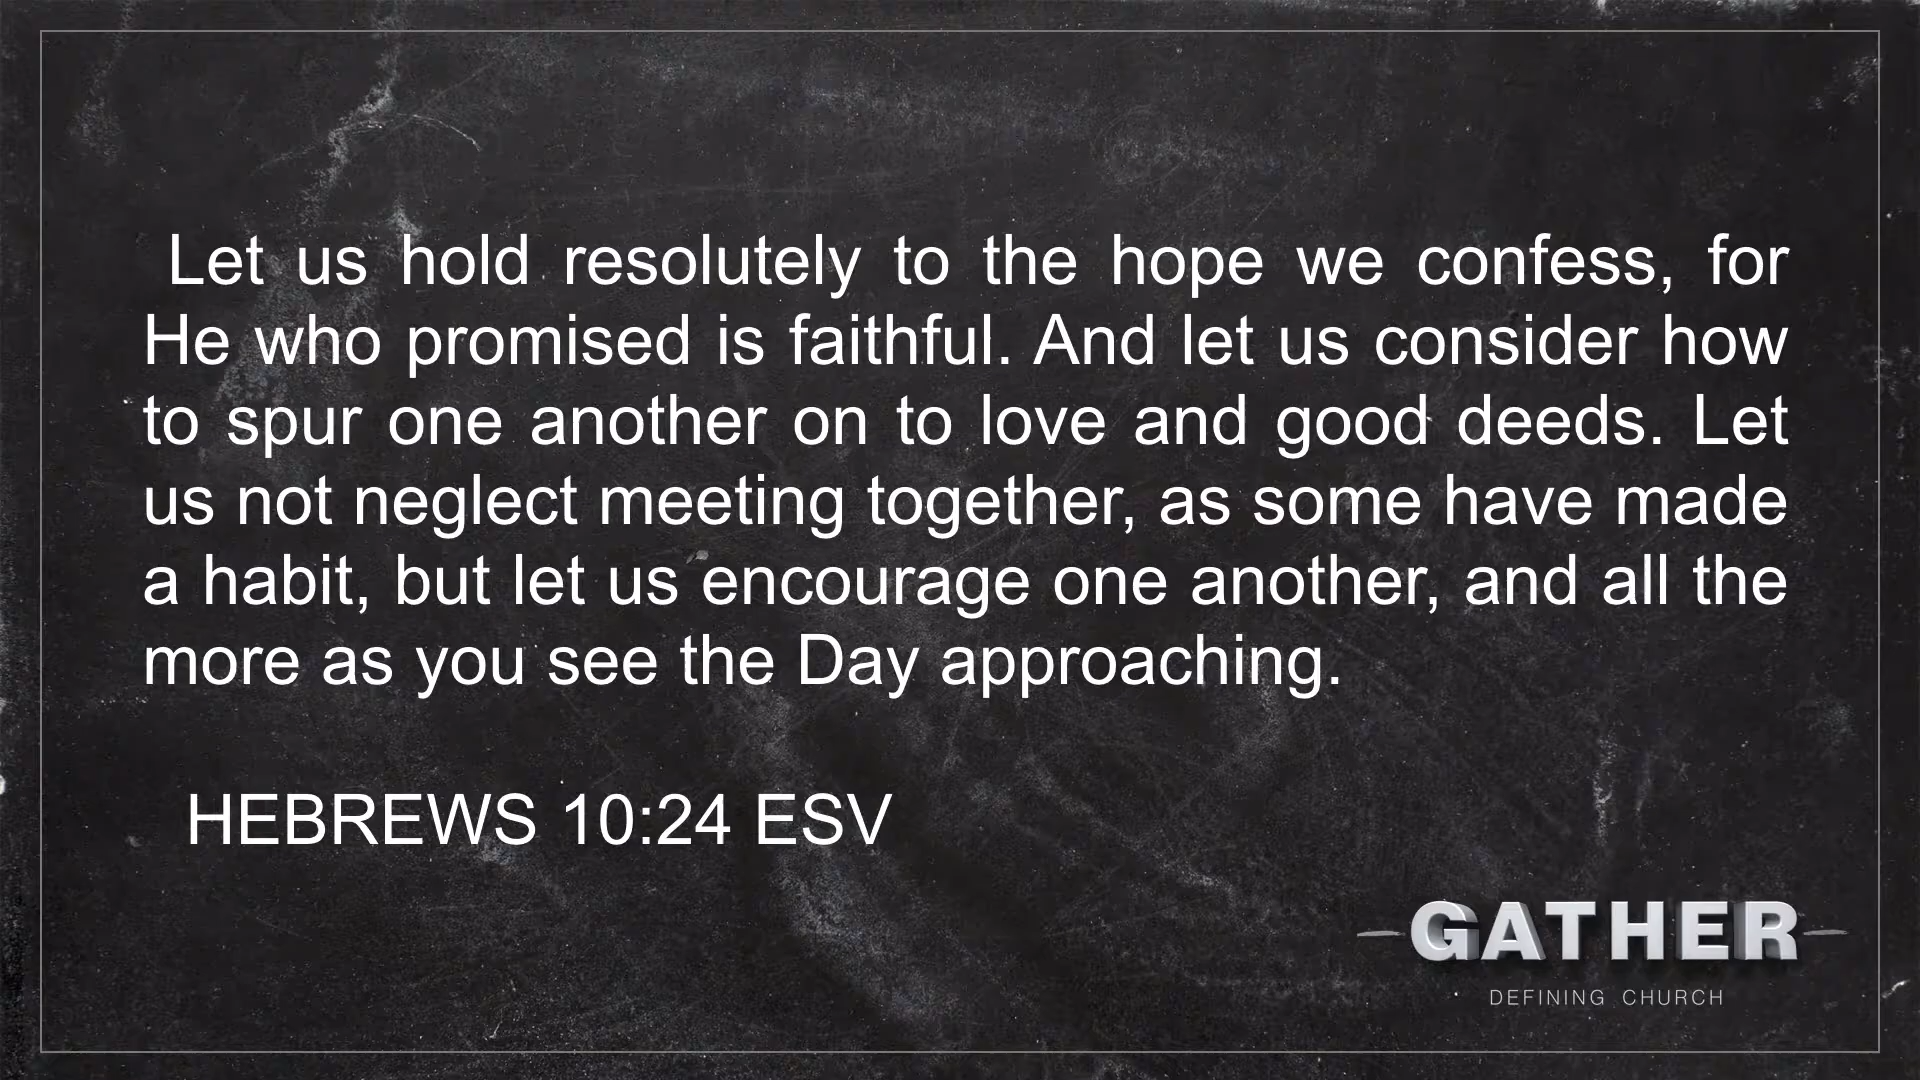 Let us hold resolutely to the hope we confess, for
He who promised is faithful. And let us consider how
to spur one another on to love and good deeds. Let
us not neglect meeting together, as some have made
a habit, but let us encourage one another, and all the
more as you see the Day approaching.
HEBREWS 10:24 ESV
GATHER
DEFINING CHURCH